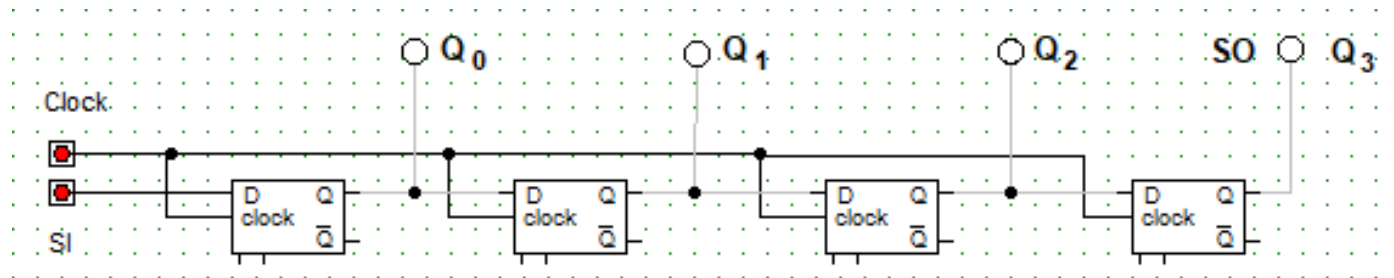 Q0 Q1 Q2 SO Q3
Clock
D Q D Q D Q D Q
clock clock clock clock
Q̅ Q̅ Q̅ Q̅
SI